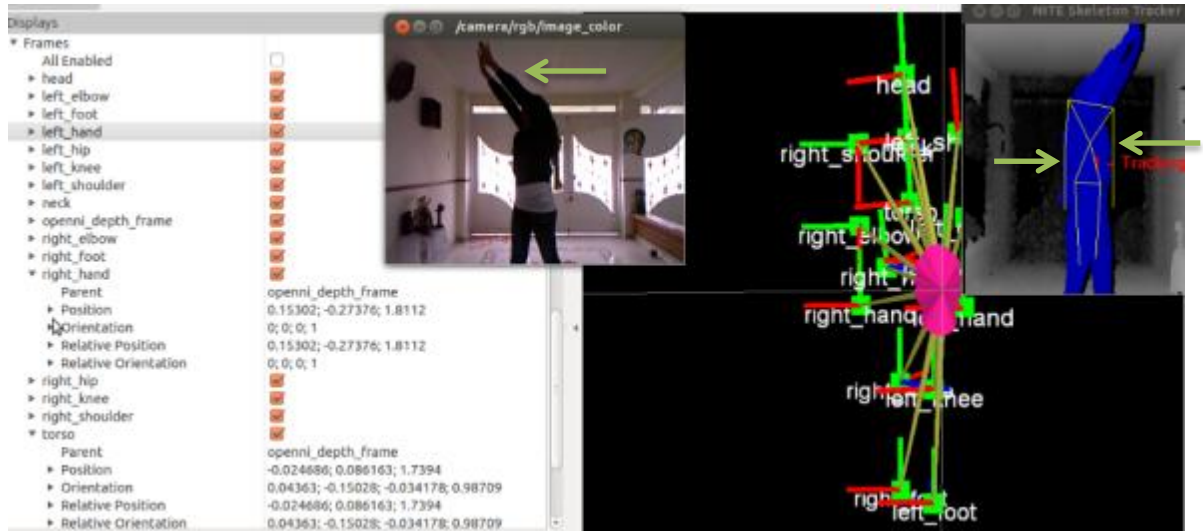 Displays
Frames
All Enabled
head
left_elbow
left_foot
left_hand
left_hip
left_knee
left_shoulder
neck
openni_depth_frame
right_elbow
right_foot
right_hand
Parent openni_depth_frame
Position 0.15302; -0.27376; 1.8112
Orientation 0; 0; 0; 1
Relative Position 0.15302; -0.27376; 1.8112
Relative Orientation 0; 0; 0; 1
right_hip
right_knee
right_shoulder
torso
Parent openni_depth_frame
Position -0.024686; 0.086163; 1.7394
Orientation 0.04363; -0.15028; -0.034178; 0.98709
Relative Position -0.024686; 0.086163; 1.7394
Relative Orientation 0.04363; -0.15028; -0.034178; 0.98709
/camera/rgb/image_color
head
right_shoulder
torso
right_elbow
right_hand
left_knee
left_foot
NITE Skeleton Tracker
Tracking